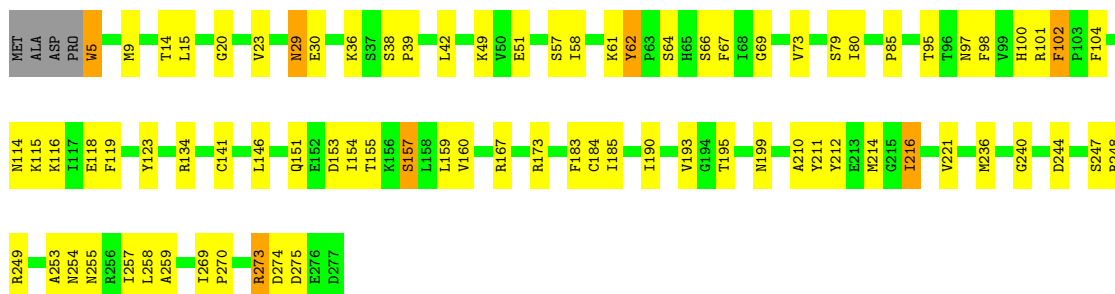 MET ALA ASP PRO W5 M9 T14 L15 G20 V23 N29 E30 K36 S37 S38 P39 L42 K49 V50 E51 S57 I58 K61 Y62 P63 S64 H65 S66 F67 I68 G69 V73 S79 I80 P85 T95 T96 N97 F98 V99 H100 R101 F102 P103 F104
N114 K115 K116 I117 E118 F119 Y123 R134 C141 L146 Q151 E152 D153 I154 T155 K156 S157 L158 L159 V160 R167 R173 F183 C184 I185 I190 V193 G194 T195 N199 A210 Y211 Y212 E213 M214 G215 I216 V221 M236 G240 D244 S247
R249 A253 N254 N255 R256 I257 L258 A259 I269 P270 R273 D274 D275 E276 D277